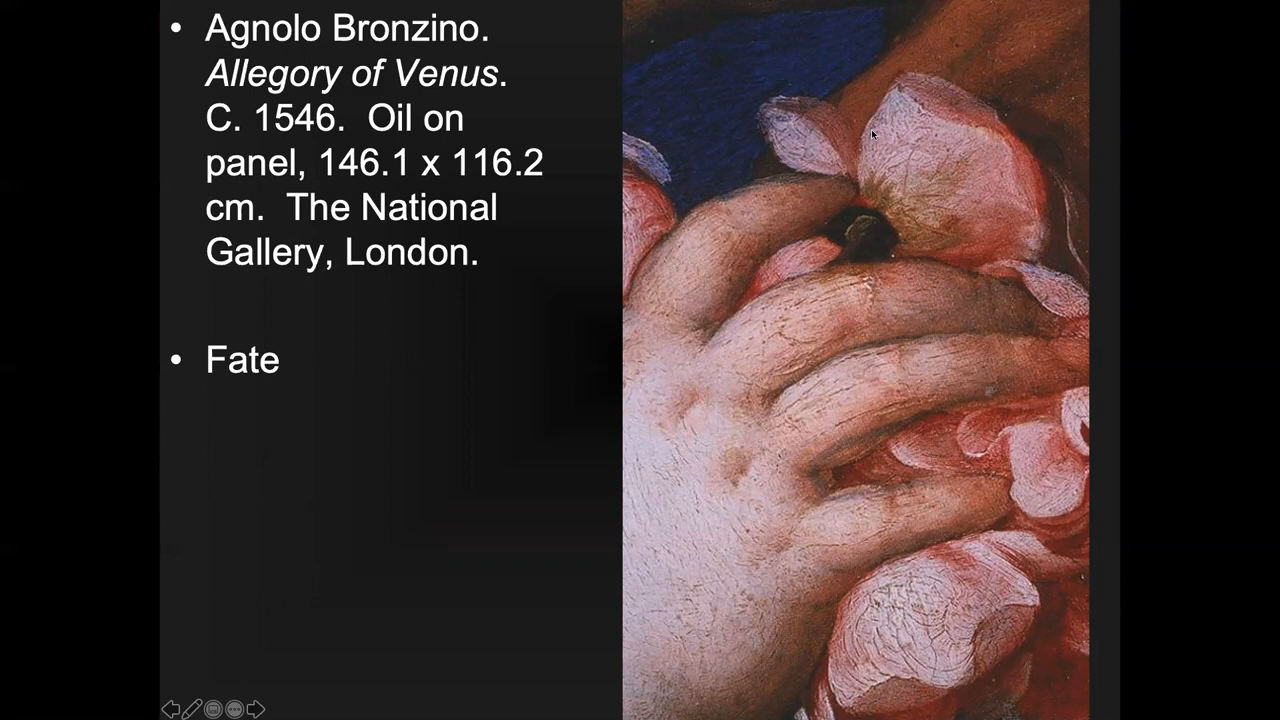 • Agnolo Bronzino.
Allegory of Venus.
C. 1546.  Oil on
panel, 146.1 x 116.2
cm.  The National
Gallery, London.
• Fate